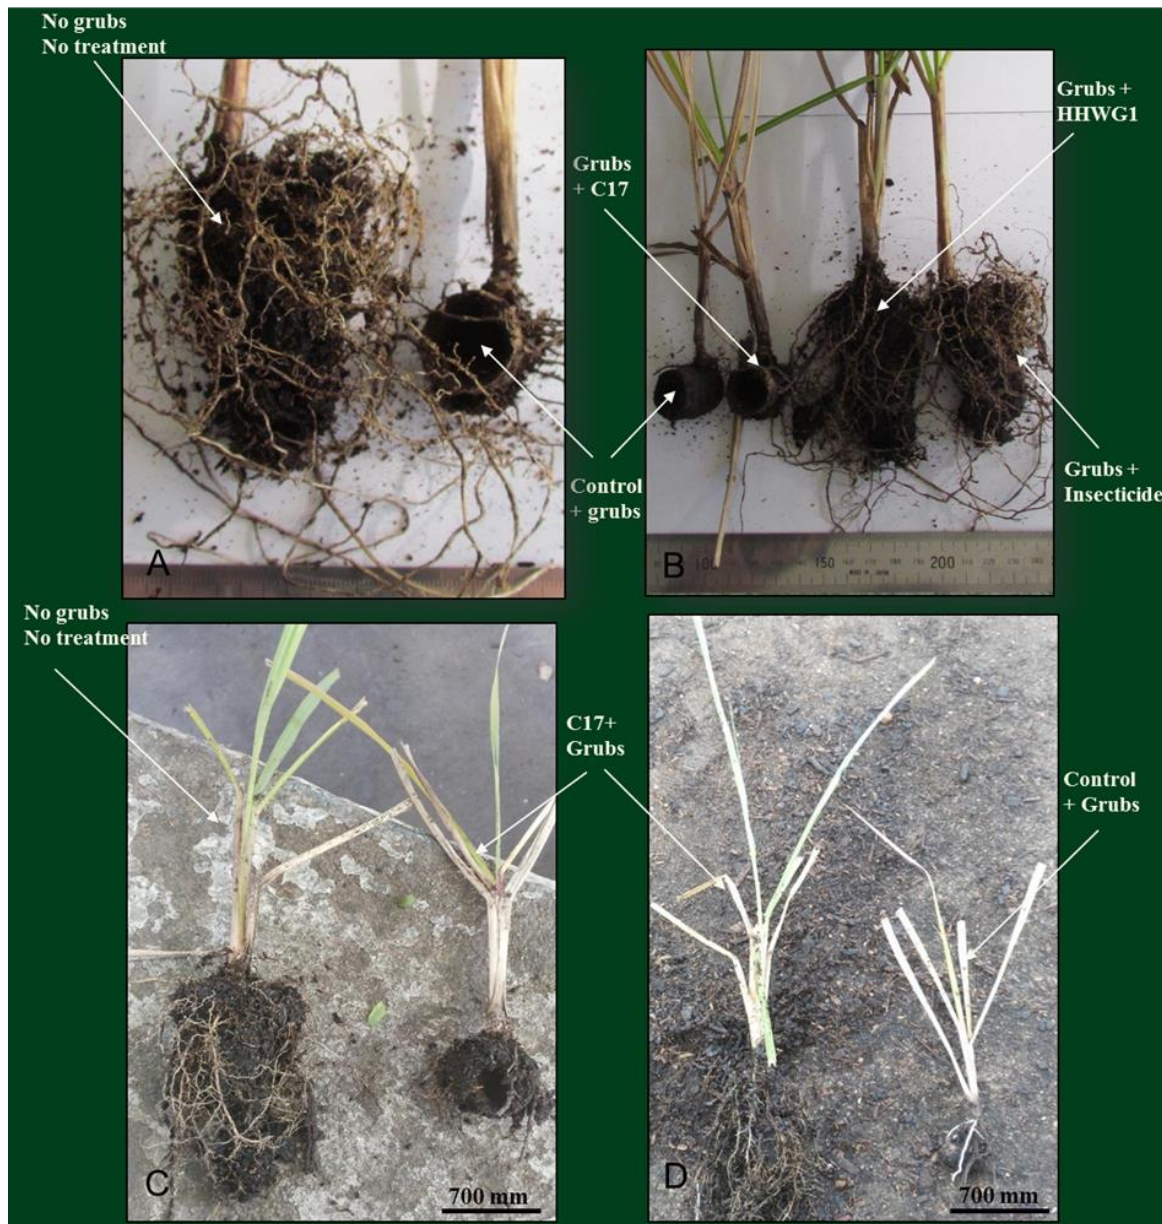 No grubs
No treatment
Grubs
+ C17
Grubs +
HHWG1
Control
+ grubs
Grubs +
Insecticide
A
B
100
150
200
No grubs
No treatment
C17+
Grubs
Control
+ Grubs
C
700 mm
D
700 mm